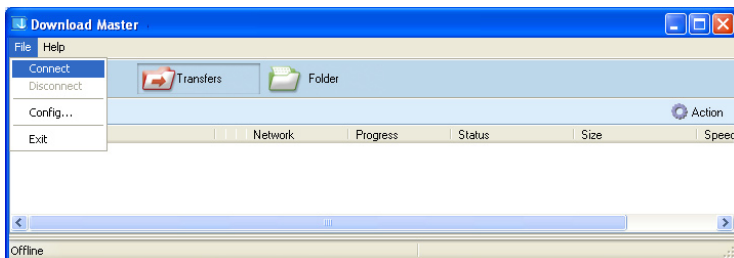 Download Master
File Help
Connect
Disconnect
Config...
Exit
Transfers Folder
Action
Network Progress Status Size Speed
Offline